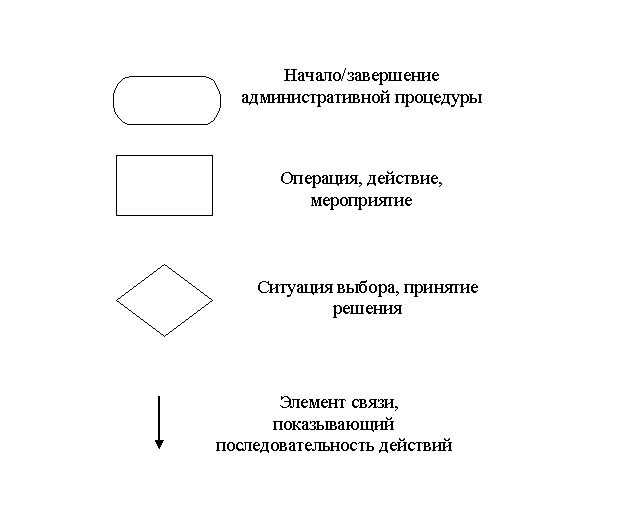 Начало/завершение
административной процедуры
Операция, действие,
мероприятие
Ситуация выбора, принятие
решения
Элемент связи,
показывающий
последовательность действий